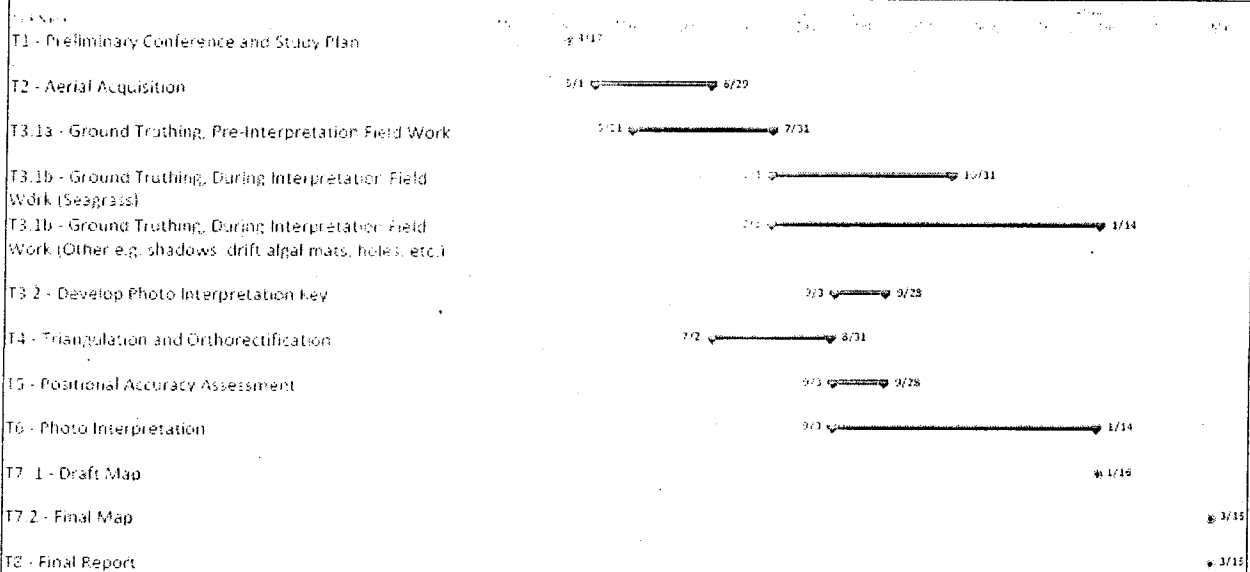 T1 - Preliminary Conference and Study Plan 4/17
T2 - Aerial Acquisition 5/1 6/29
T3.1a - Ground Truthing, Pre-Interpretation Field Work 5/21 7/31
T3.1b - Ground Truthing, During Interpretation Field 10/31
Work (Seagrass)
T3.1b - Ground Truthing, During Interpretation Field 1/14
Work (Other e.g. shadows, drift algal mats, holes, etc.)
T3.2 - Develop Photo Interpretation Key 9/3 9/28
T4 - Triangulation and Orthorectification 7/2 8/31
T5 - Positional Accuracy Assessment 9/3 9/28
T6 - Photo Interpretation 9/3 1/14
T7.1 - Draft Map 1/16
T7.2 - Final Map 3/15
T8 - Final Report 3/15